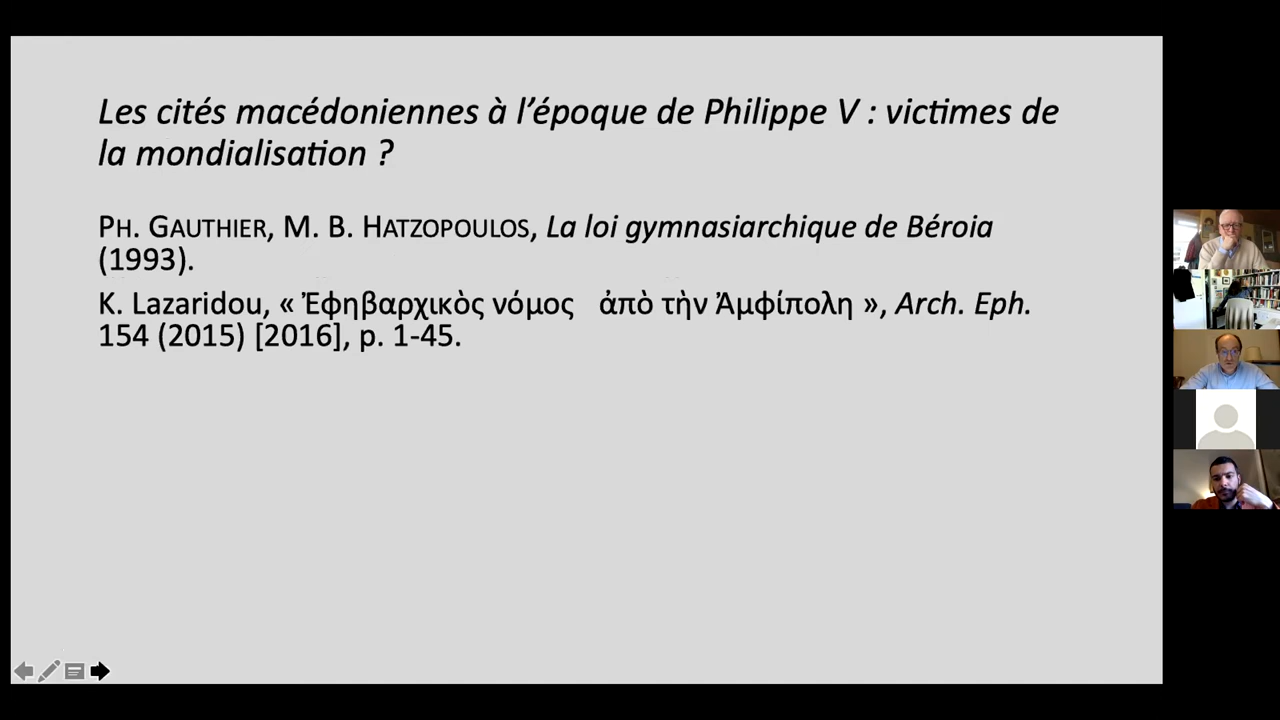 Les cités macédoniennes à l’époque de Philippe V : victimes de
la mondialisation ?
PH. GAUTHIER, M. B. HATZOPOULOS, La loi gymnasiarchique de Béroia
(1993).
K. Lazaridou, « Ἐφηβαρχικὸς νόμος ἀπὸ τὴν Ἀμφίπολη », Arch. Eph.
154 (2015) [2016], p. 1-45.